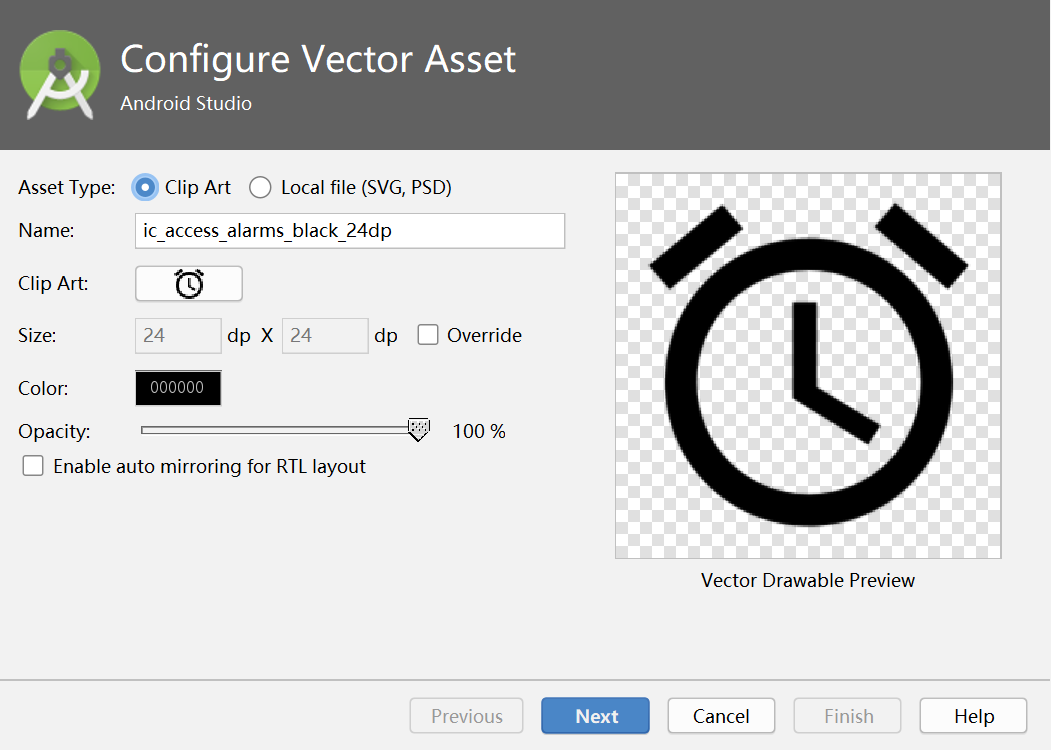 Configure Vector Asset
Android Studio
Asset Type: Clip Art Local file (SVG, PSD)
Name: ic_access_alarms_black_24dp
Clip Art:
Size: 24 dp X 24 dp Override
Color: 000000
Opacity: 100 %
Enable auto mirroring for RTL layout
Vector Drawable Preview
Previous Next Cancel Finish Help